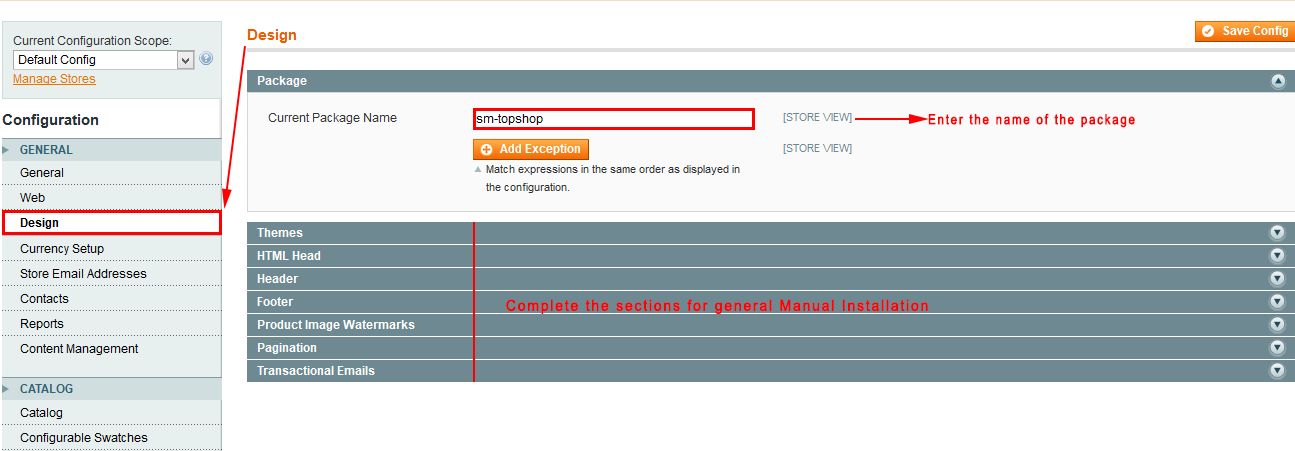 Current Configuration Scope:
Default Config
Manage Stores
Configuration
GENERAL
General
Web
Design
Currency Setup
Store Email Addresses
Contacts
Reports
Content Management
CATALOG
Catalog
Configurable Swatches
Design
Save Config
Package
Current Package Name
sm-topshop
[STORE VIEW]
Enter the name of the package
Add Exception
[STORE VIEW]
Match expressions in the same order as displayed in
the configuration.
Themes
HTML Head
Header
Footer
Complete the sections for general Manual Installation
Product Image Watermarks
Pagination
Transactional Emails